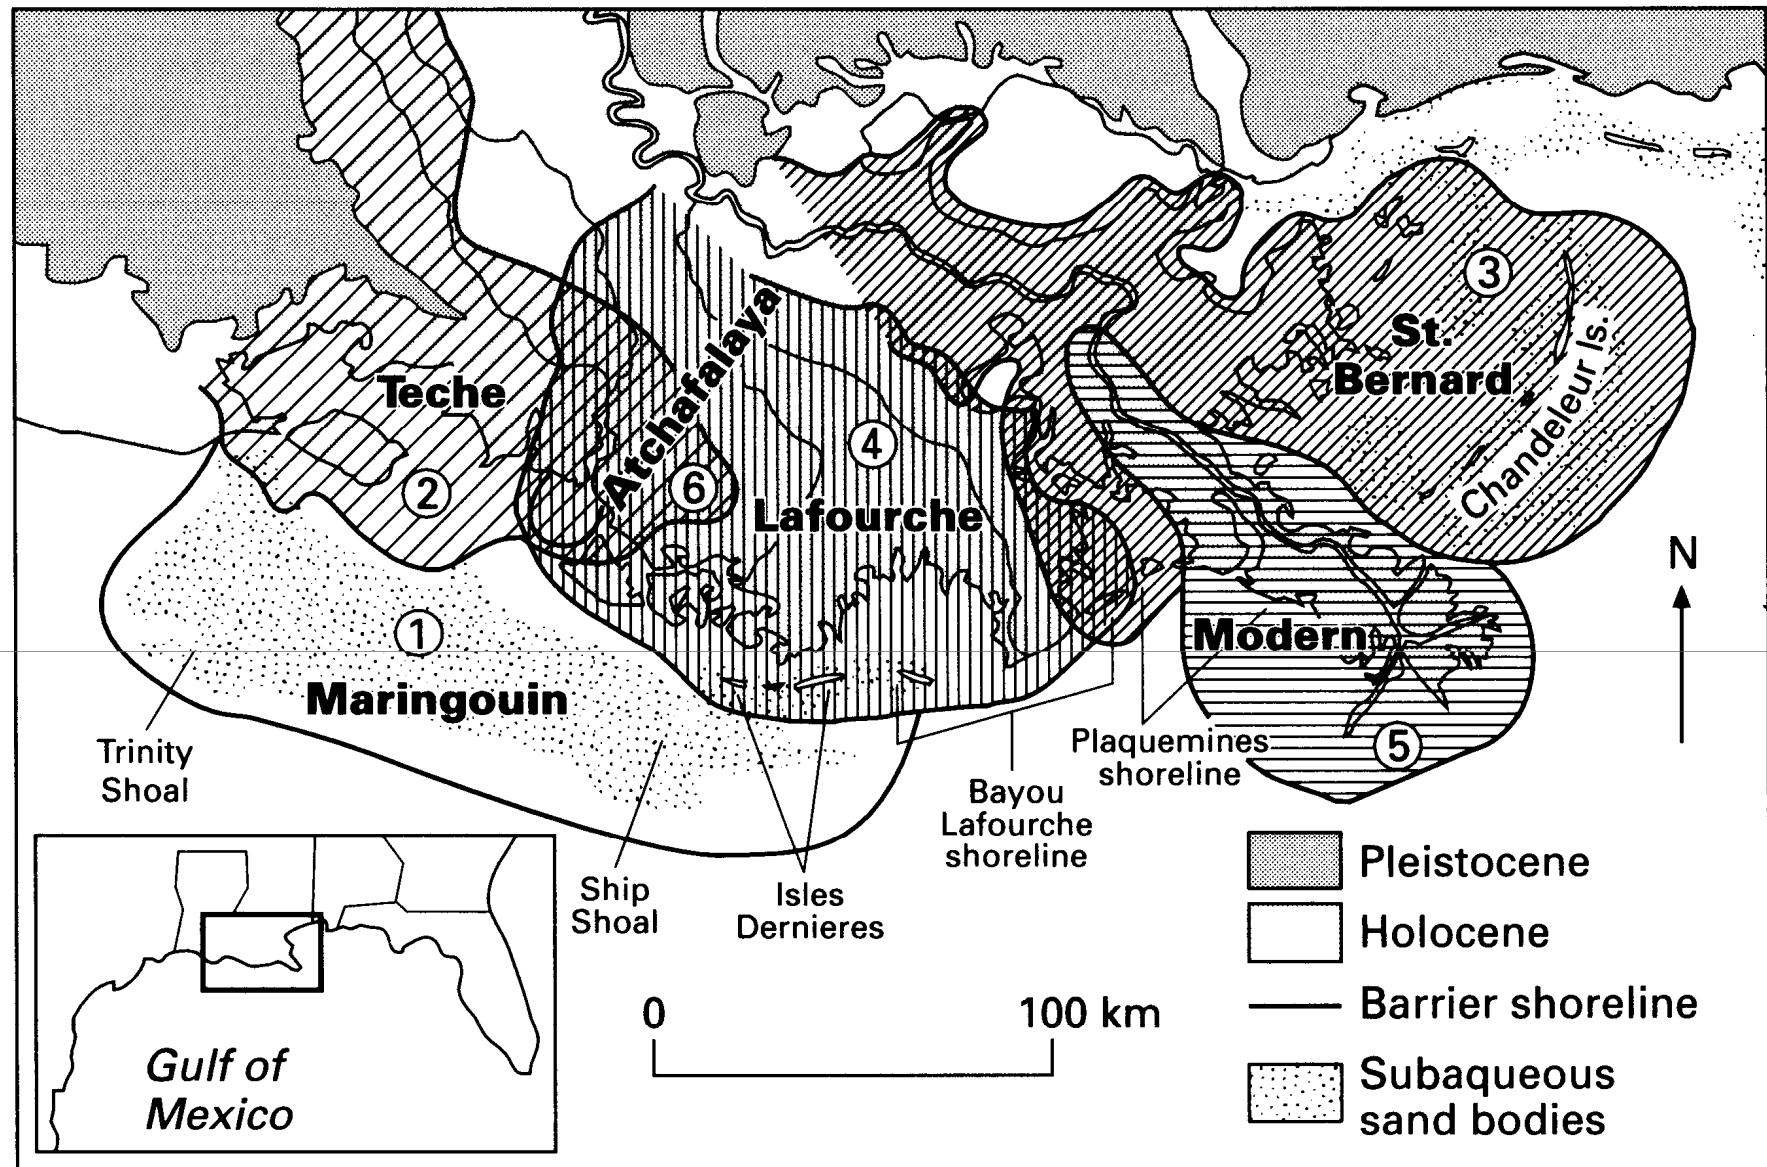 3
St.
Bernard
Chandeleur Is.
Teche
2
Atchafalaya
6
4
Lafourche
N
1
Maringouin
Modern
5
Trinity
Shoal
Ship
Shoal
Isles
Dernieres
Bayou
Lafourche
shoreline
Plaquemines
shoreline
Gulf of
Mexico
0
100 km
Pleistocene
Holocene
Barrier shoreline
Subaqueous
sand bodies